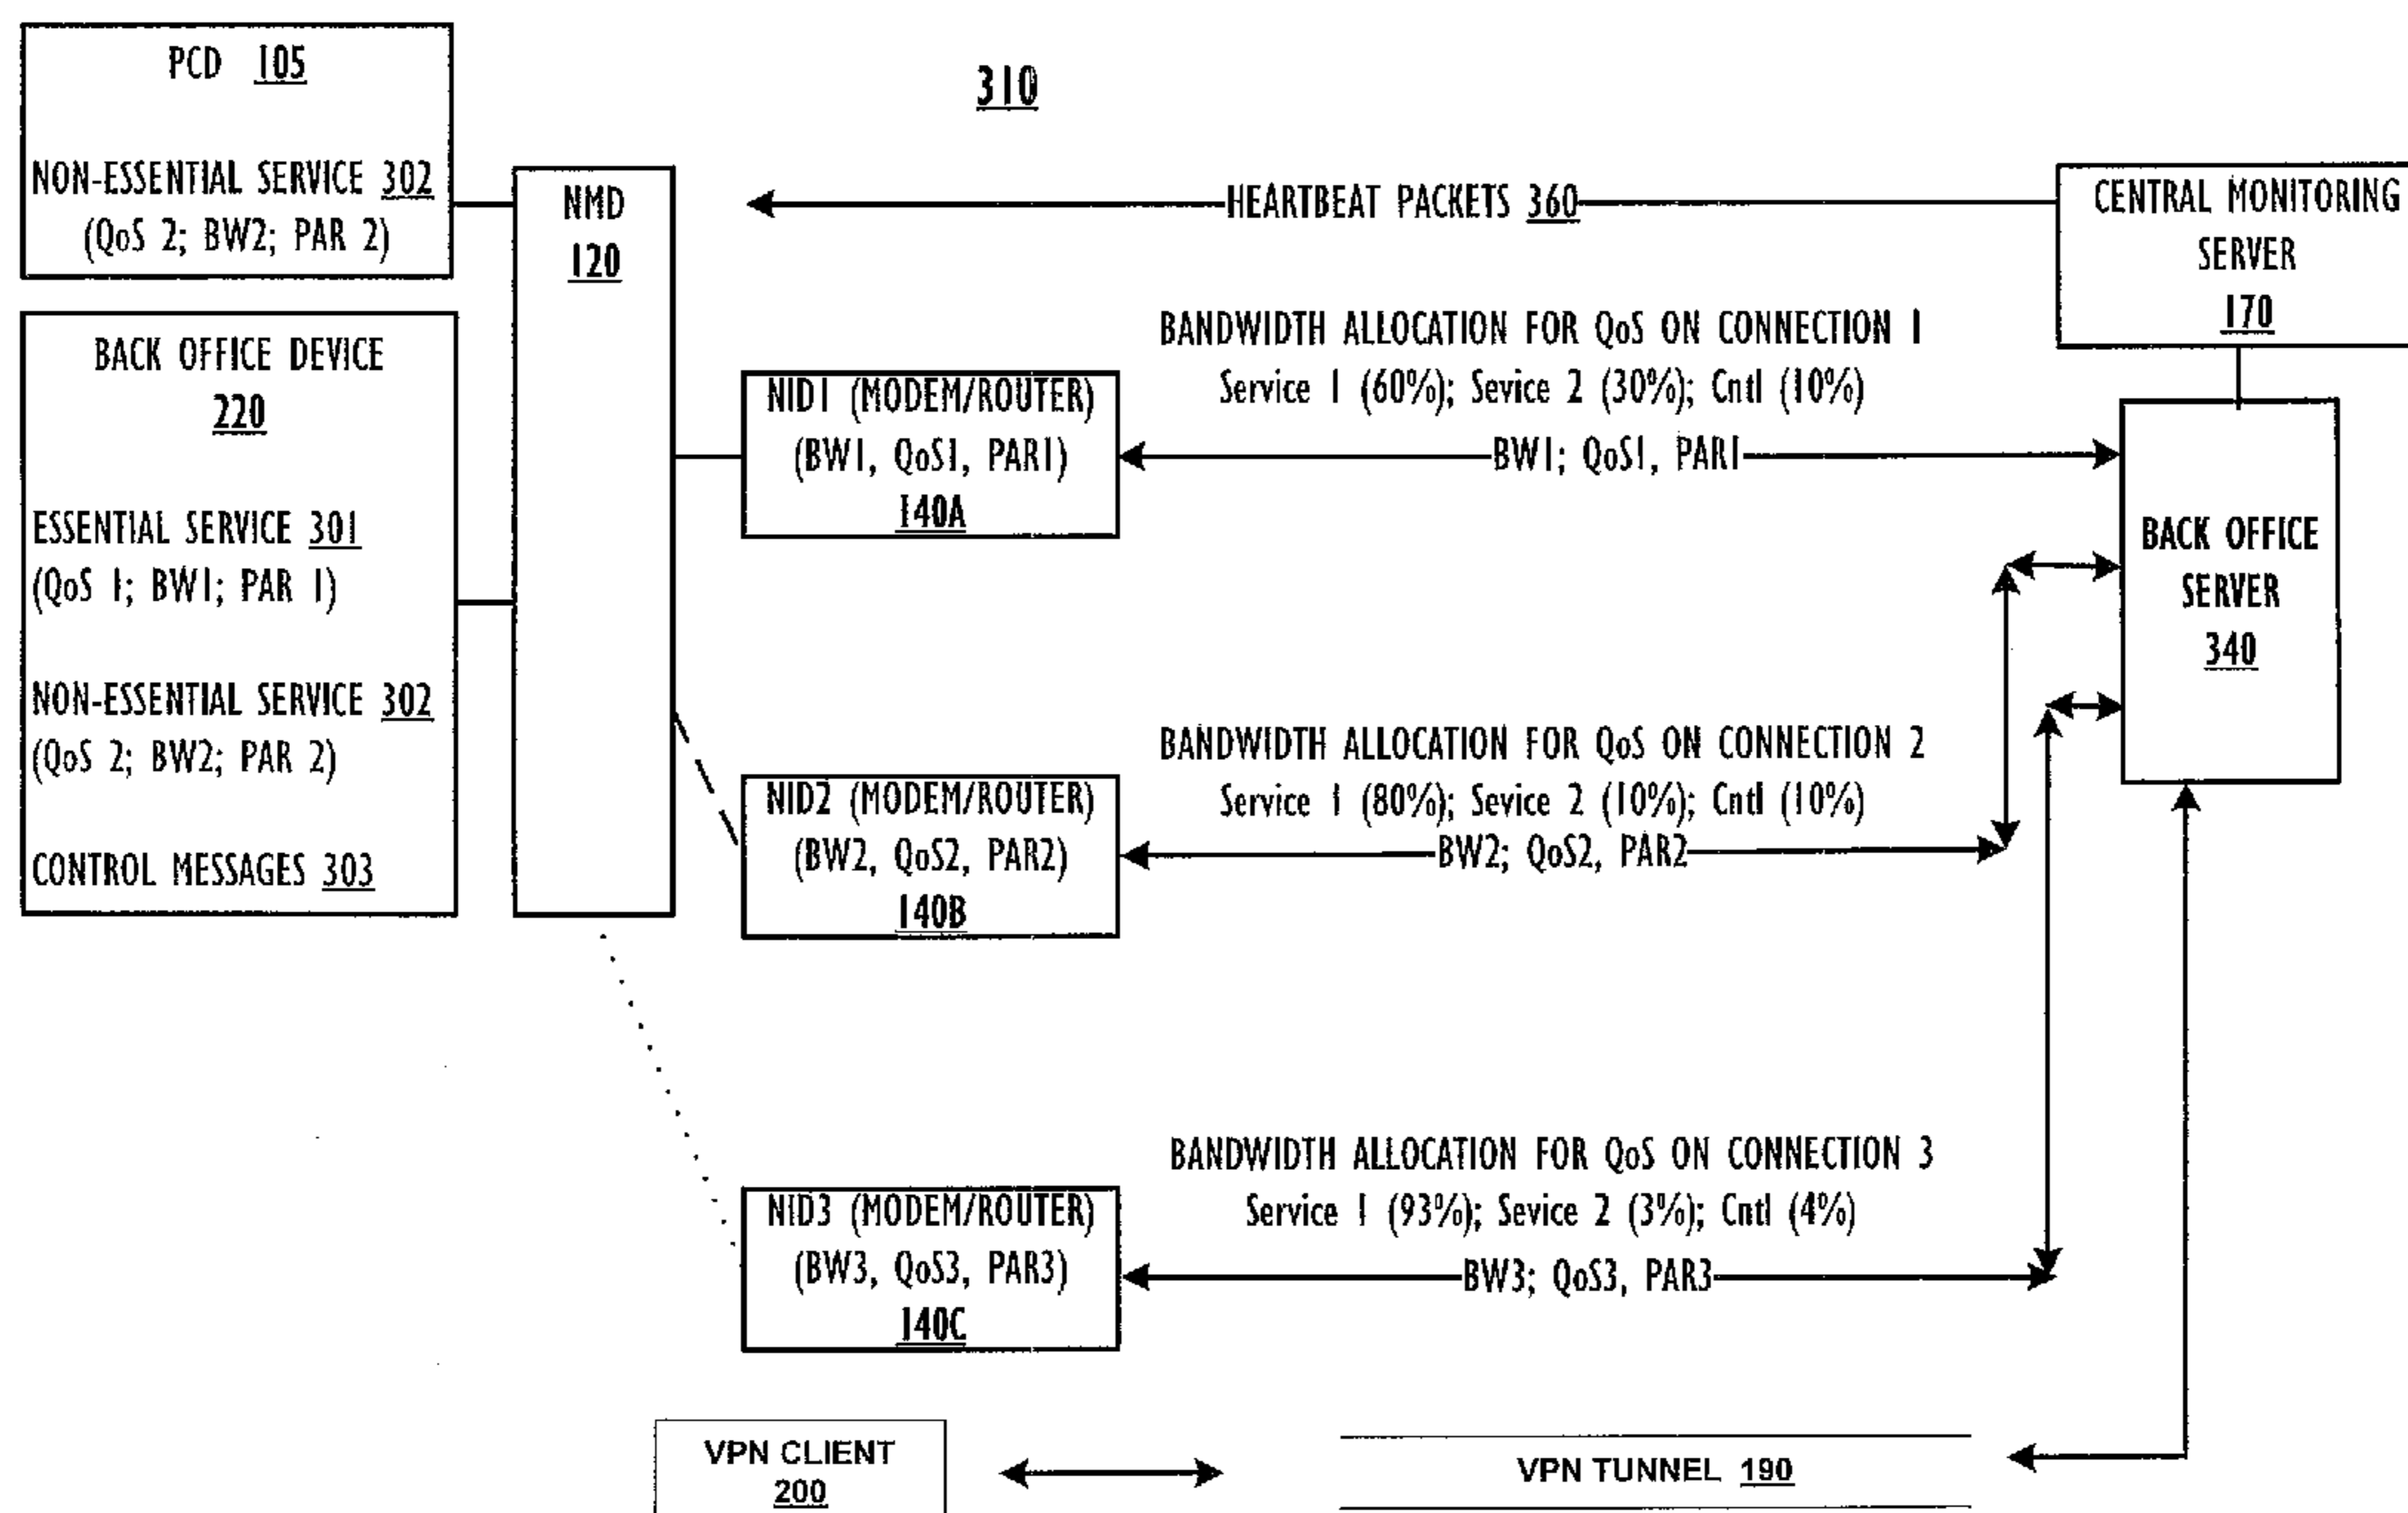 PCD 105
NON-ESSENTIAL SERVICE 302
(QoS 2; BW2; PAR 2)
BACK OFFICE DEVICE
220
ESSENTIAL SERVICE 301
(QoS 1; BW1; PAR 1)
NON-ESSENTIAL SERVICE 302
(QoS 2; BW2; PAR 2)
CONTROL MESSAGES 303
NMD
120
310
HEARTBEAT PACKETS 360
CENTRAL MONITORING
SERVER
170
BANDWIDTH ALLOCATION FOR QoS ON CONNECTION 1
Service 1 (60%); Sevice 2 (30%); Cntl (10%)
NID1 (MODEM/ROUTER)
(BW1, QoS1, PAR1)
140A
BW1; QoS1, PAR1
BACK OFFICE
SERVER
340
BANDWIDTH ALLOCATION FOR QoS ON CONNECTION 2
Service 1 (80%); Sevice 2 (10%); Cntl (10%)
NID2 (MODEM/ROUTER)
(BW2, QoS2, PAR2)
140B
BW2; QoS2, PAR2
BANDWIDTH ALLOCATION FOR QoS ON CONNECTION 3
Service 1 (93%); Sevice 2 (3%); Cntl (4%)
NID3 (MODEM/ROUTER)
(BW3, QoS3, PAR3)
140C
BW3; QoS3, PAR3
VPN CLIENT
200
VPN TUNNEL 190